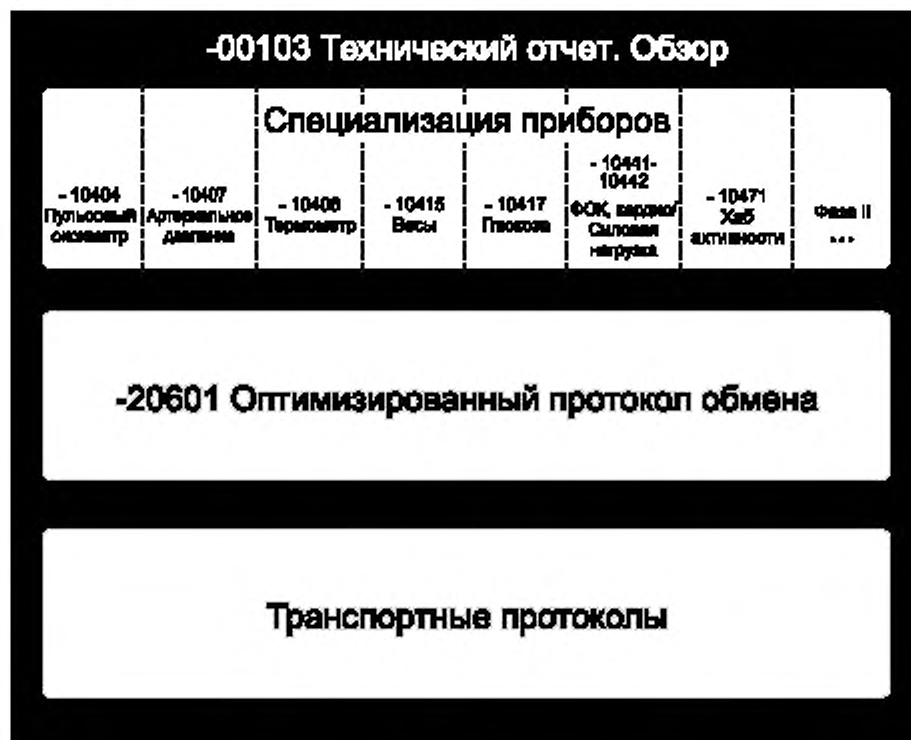 -00103 Технический отчет. Обзор
Специализация приборов
- 10404
Пульсовый
оксиметр
- 10407
Артериальное
давление
- 10408
Термометр
- 10415
Весы
- 10417
Глюкоза
- 10441-
10442
ФОК, кардио/
Силовая
нагрузка
- 10471
Хаб
активности
Фаза II
...
-20601 Оптимизированный протокол обмена
Транспортные протоколы